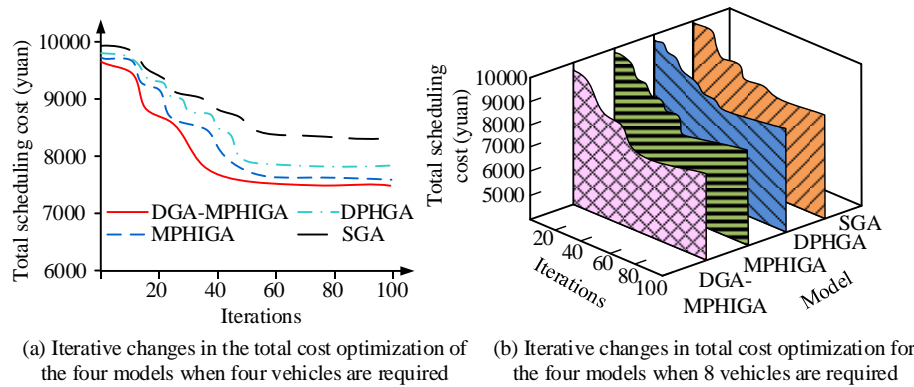 Total scheduling cost (yuan)
10000
9000
8000
7000
6000
DGA-MPHIGA
MPHIGA
DPHGA
SGA
20
40
60
80
100
Iterations
(a) Iterative changes in the total cost optimization of
the four models when four vehicles are required
Total scheduling
cost (yuan)
10000
9000
8000
7000
6000
5000
20
40
60
80
100
Iterations
DGA-
MPHIGA
MPHIGA
DPHGA
SGA
Model
(b) Iterative changes in total cost optimization for
the four models when 8 vehicles are required